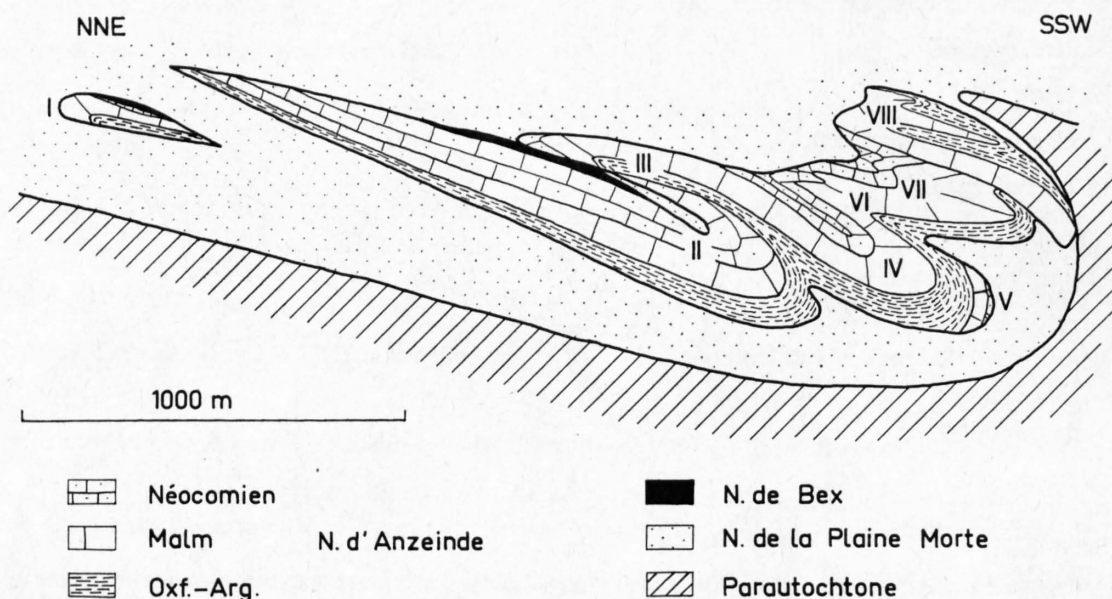 NNE
SSW
I
II
III
IV
V
VI
VII
VIII
1000 m
Néocomien
Malm
N. d'Anzeinde
Oxf.-Arg.
N. de Bex
N. de la Plaine Morte
Parautochtone